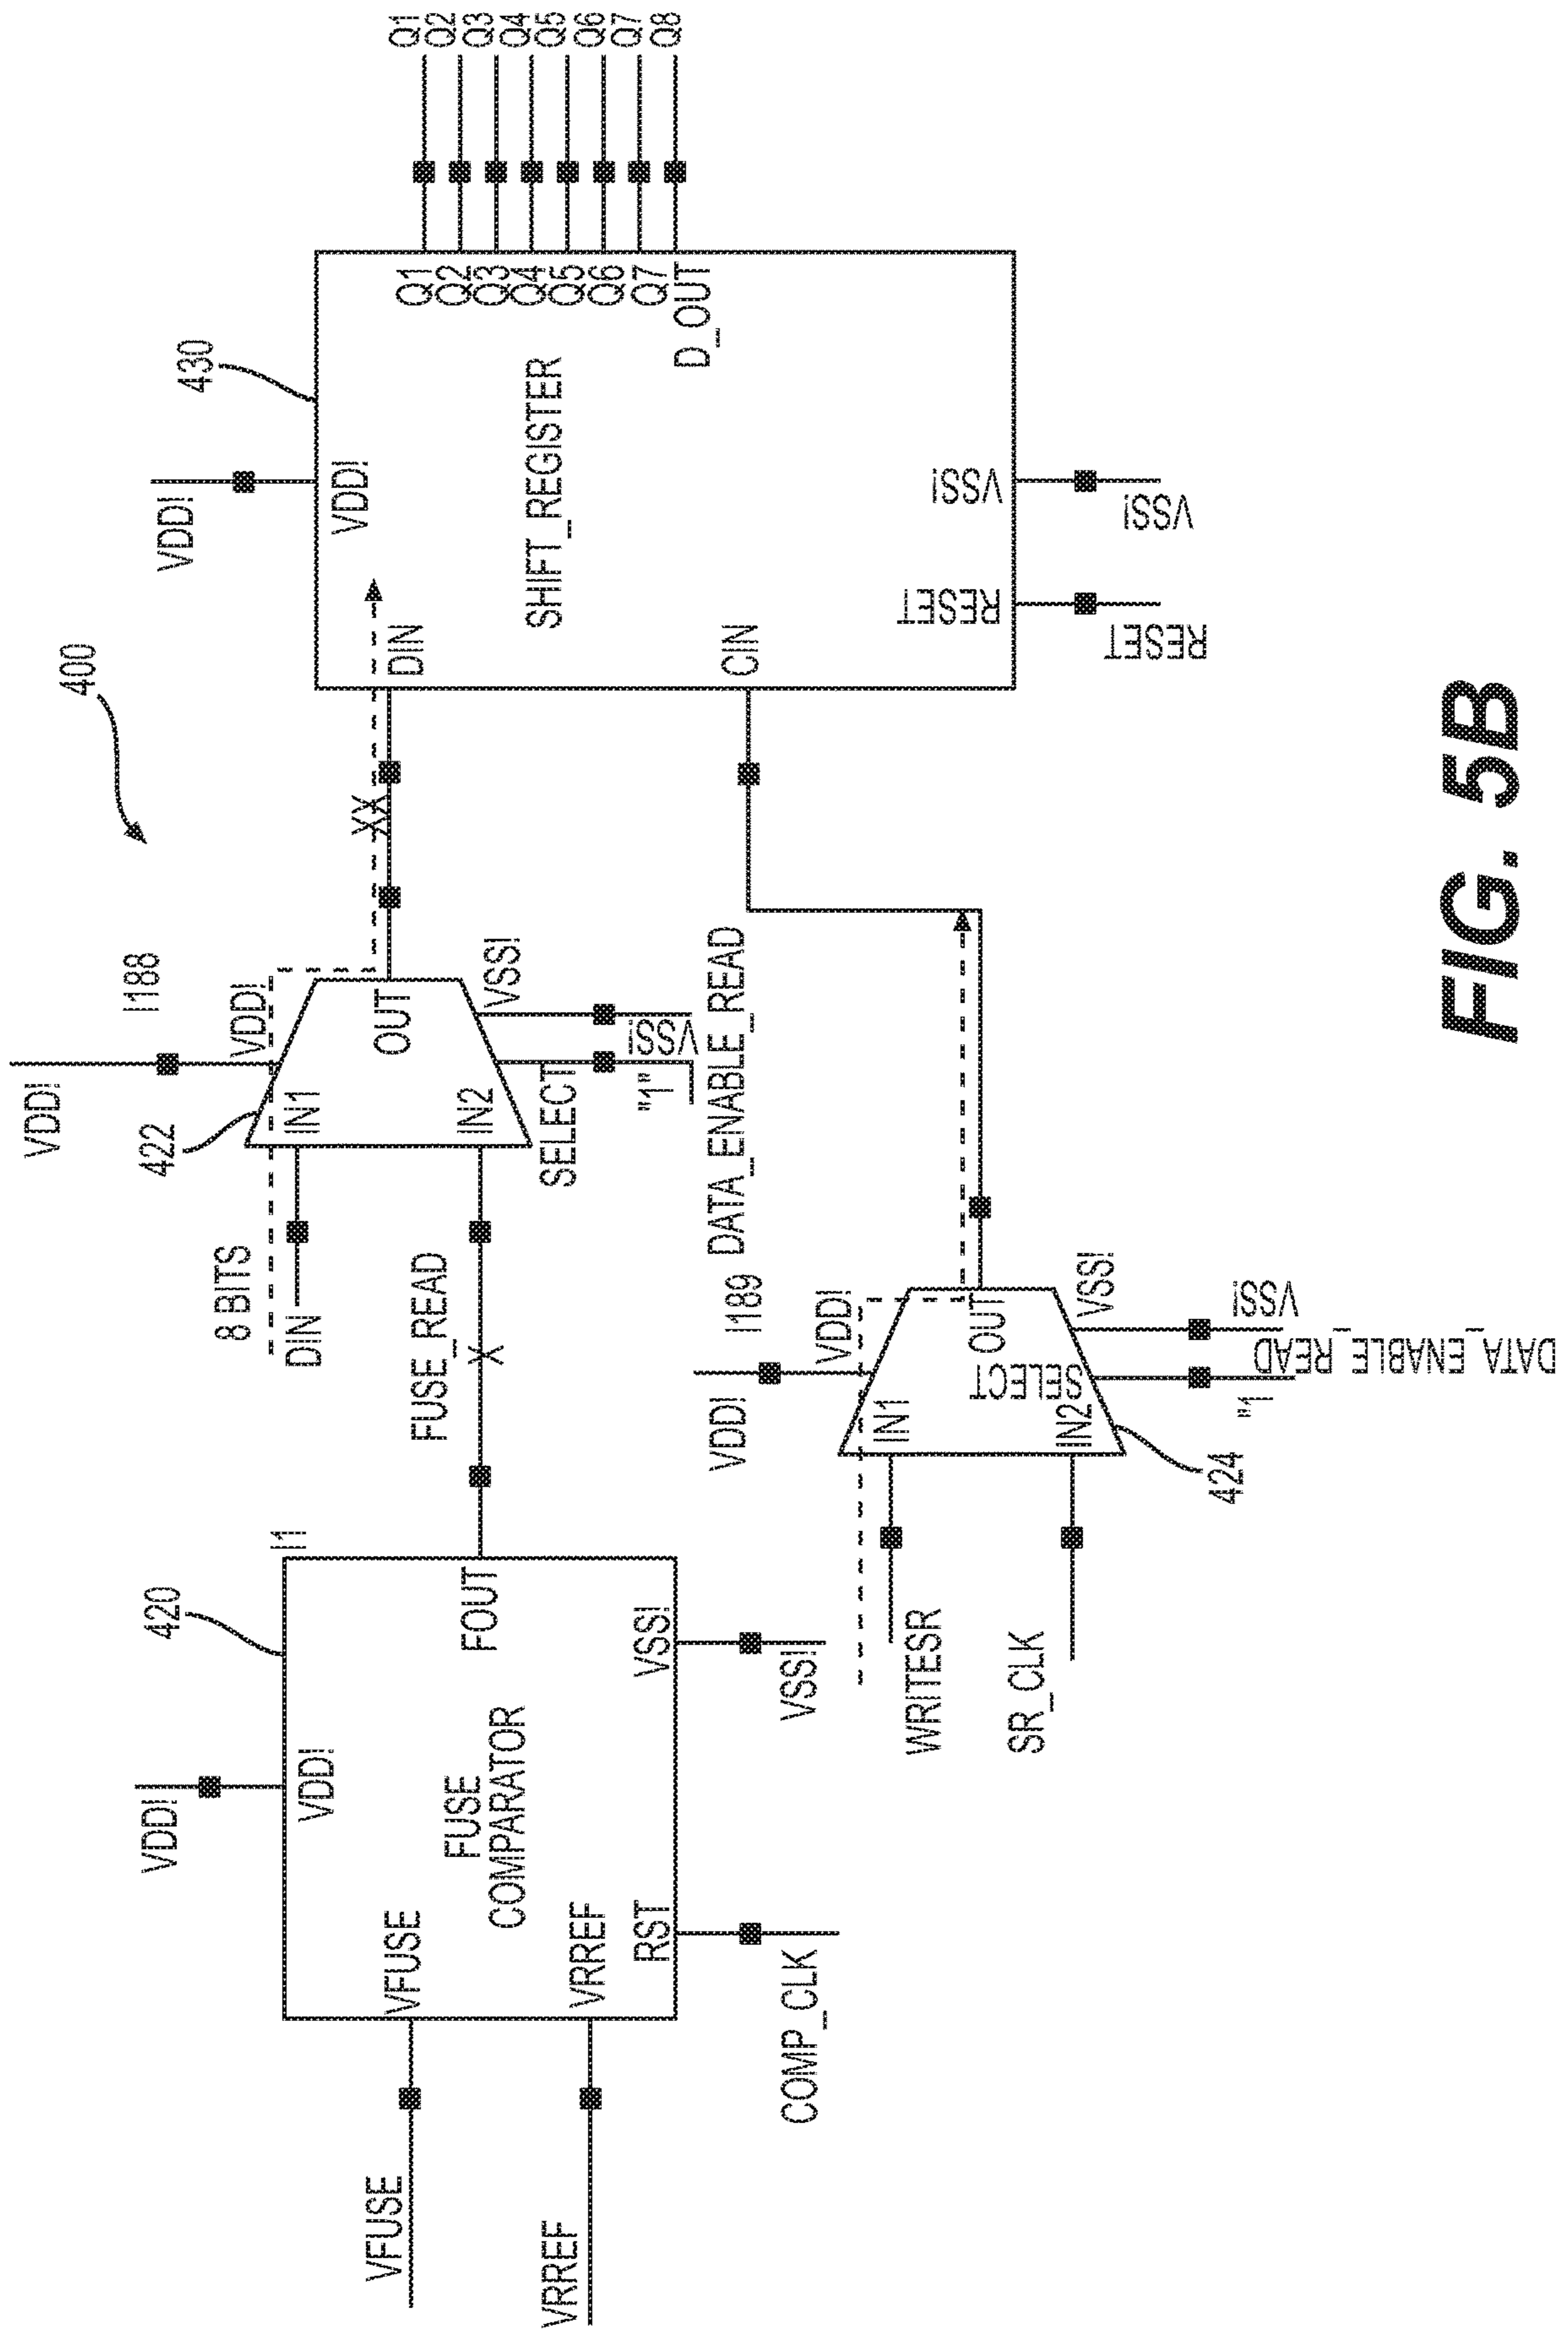 400
VFUSE
VRREF
VFUSE
VRREF
VDD!
VDD!
420
I1
FUSE
COMPARATOR
FOUT
RST
VSS!
COMP_CLK
VSS!
FUSE_READ
X
8 BITS
DIN
422
VDD!
VDD!
I188
IN1
IN2
OUT
SELECT
VSS!
"1"
VSS!
DATA_ENABLE_READ
XX
WRITESR
SR_CLK
VDD!
VDD!
I189
IN1
IN2
SELECT
OUT
VSS!
424
"1
VSS!
DATA_ENABLE_READ
430
VDD!
VDD!
DIN
CIN
SHIFT_REGISTER
RESET
VSS!
RESET
VSS!
Q1
Q2
Q3
Q4
Q5
Q6
Q7
D_OUT
Q1
Q2
Q3
Q4
Q5
Q6
Q7
Q8
FIG. 5B